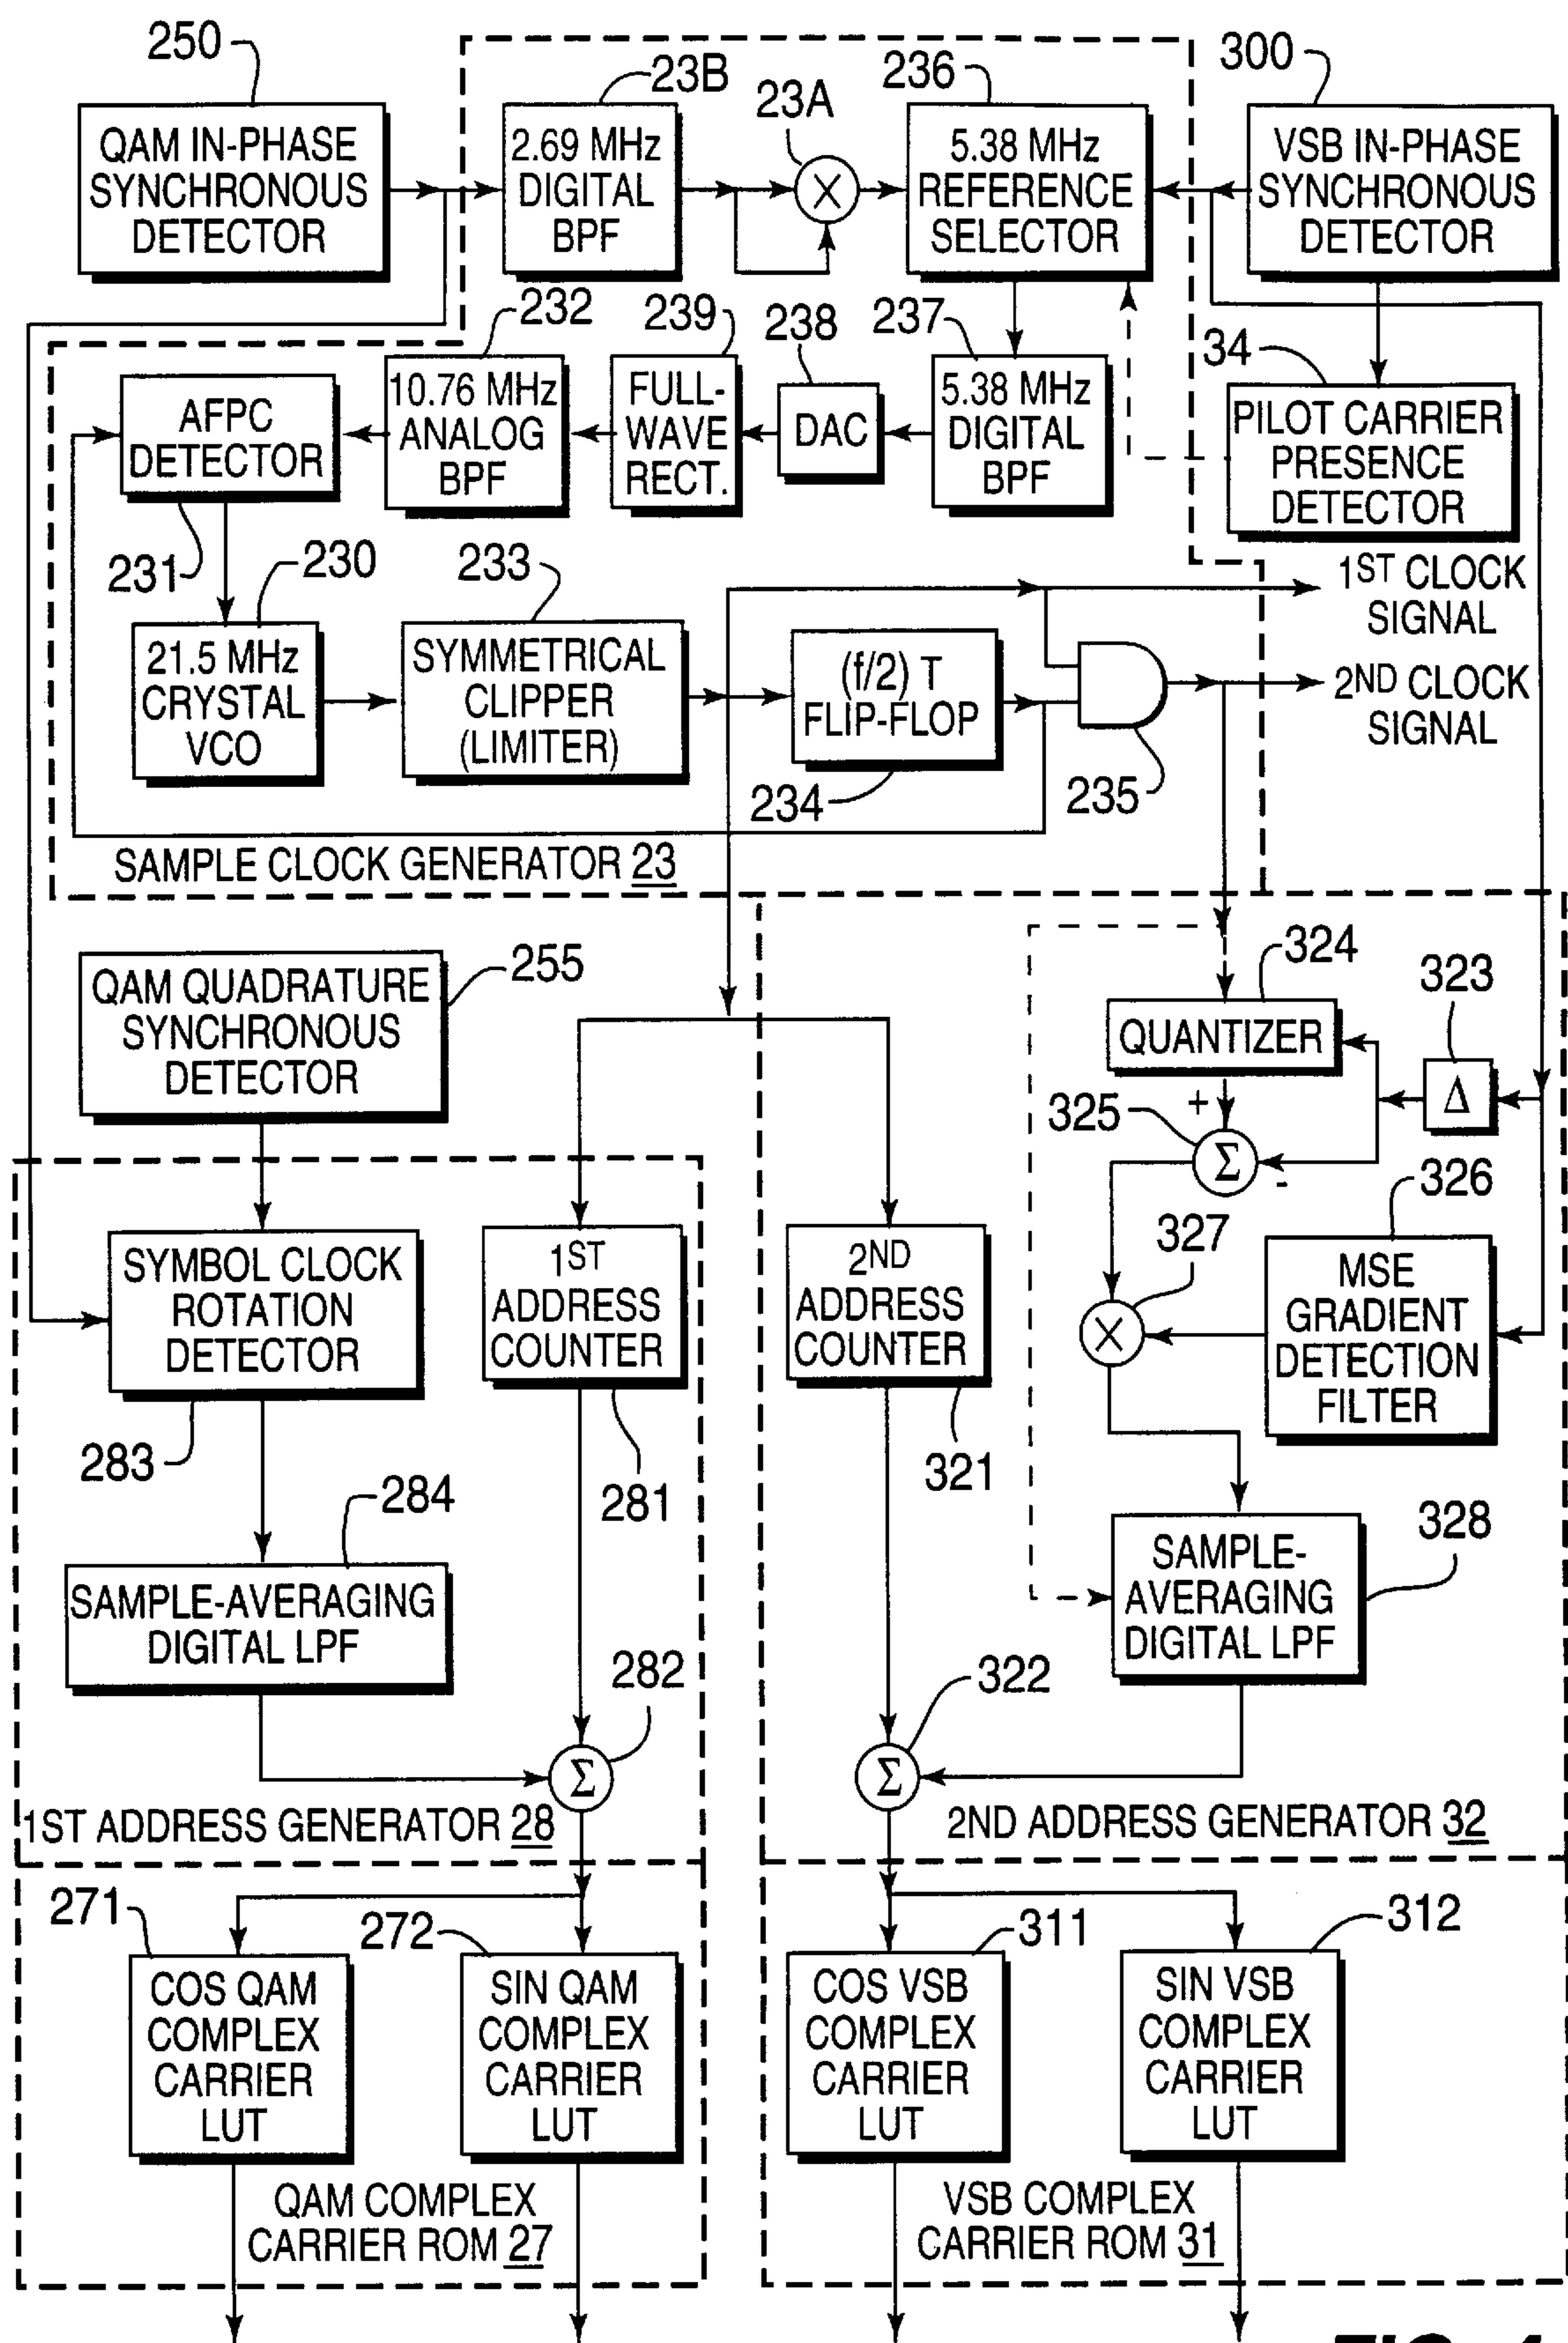 250
23B
23A
236
300
QAM IN-PHASE
SYNCHRONOUS
DETECTOR
2.69 MHz
DIGITAL
BPF
X
5.38 MHz
REFERENCE
SELECTOR
VSB IN-PHASE
SYNCHRONOUS
DETECTOR
232
239
238
237
34
AFPC
DETECTOR
10.76 MHz
ANALOG
BPF
FULL-
WAVE
RECT.
DAC
5.38 MHz
DIGITAL
BPF
PILOT CARRIER
PRESENCE
DETECTOR
231
230
233
1ST CLOCK
SIGNAL
21.5 MHz
CRYSTAL
VCO
SYMMETRICAL
CLIPPER
(LIMITER)
(f/2) T
FLIP-FLOP
2ND CLOCK
SIGNAL
234
235
SAMPLE CLOCK GENERATOR 23
255
324
323
QAM QUADRATURE
SYNCHRONOUS
DETECTOR
QUANTIZER
Δ
325
+
Σ
-
326
327
SYMBOL CLOCK
ROTATION
DETECTOR
1ST
ADDRESS
COUNTER
2ND
ADDRESS
COUNTER
X
MSE
GRADIENT
DETECTION
FILTER
283
281
321
284
328
SAMPLE-AVERAGING
DIGITAL LPF
SAMPLE-
AVERAGING
DIGITAL LPF
282
322
Σ
Σ
1ST ADDRESS GENERATOR 28
2ND ADDRESS GENERATOR 32
271
272
311
312
COS QAM
COMPLEX
CARRIER
LUT
SIN QAM
COMPLEX
CARRIER
LUT
COS VSB
COMPLEX
CARRIER
LUT
SIN VSB
COMPLEX
CARRIER
LUT
QAM COMPLEX
CARRIER ROM 27
VSB COMPLEX
CARRIER ROM 31